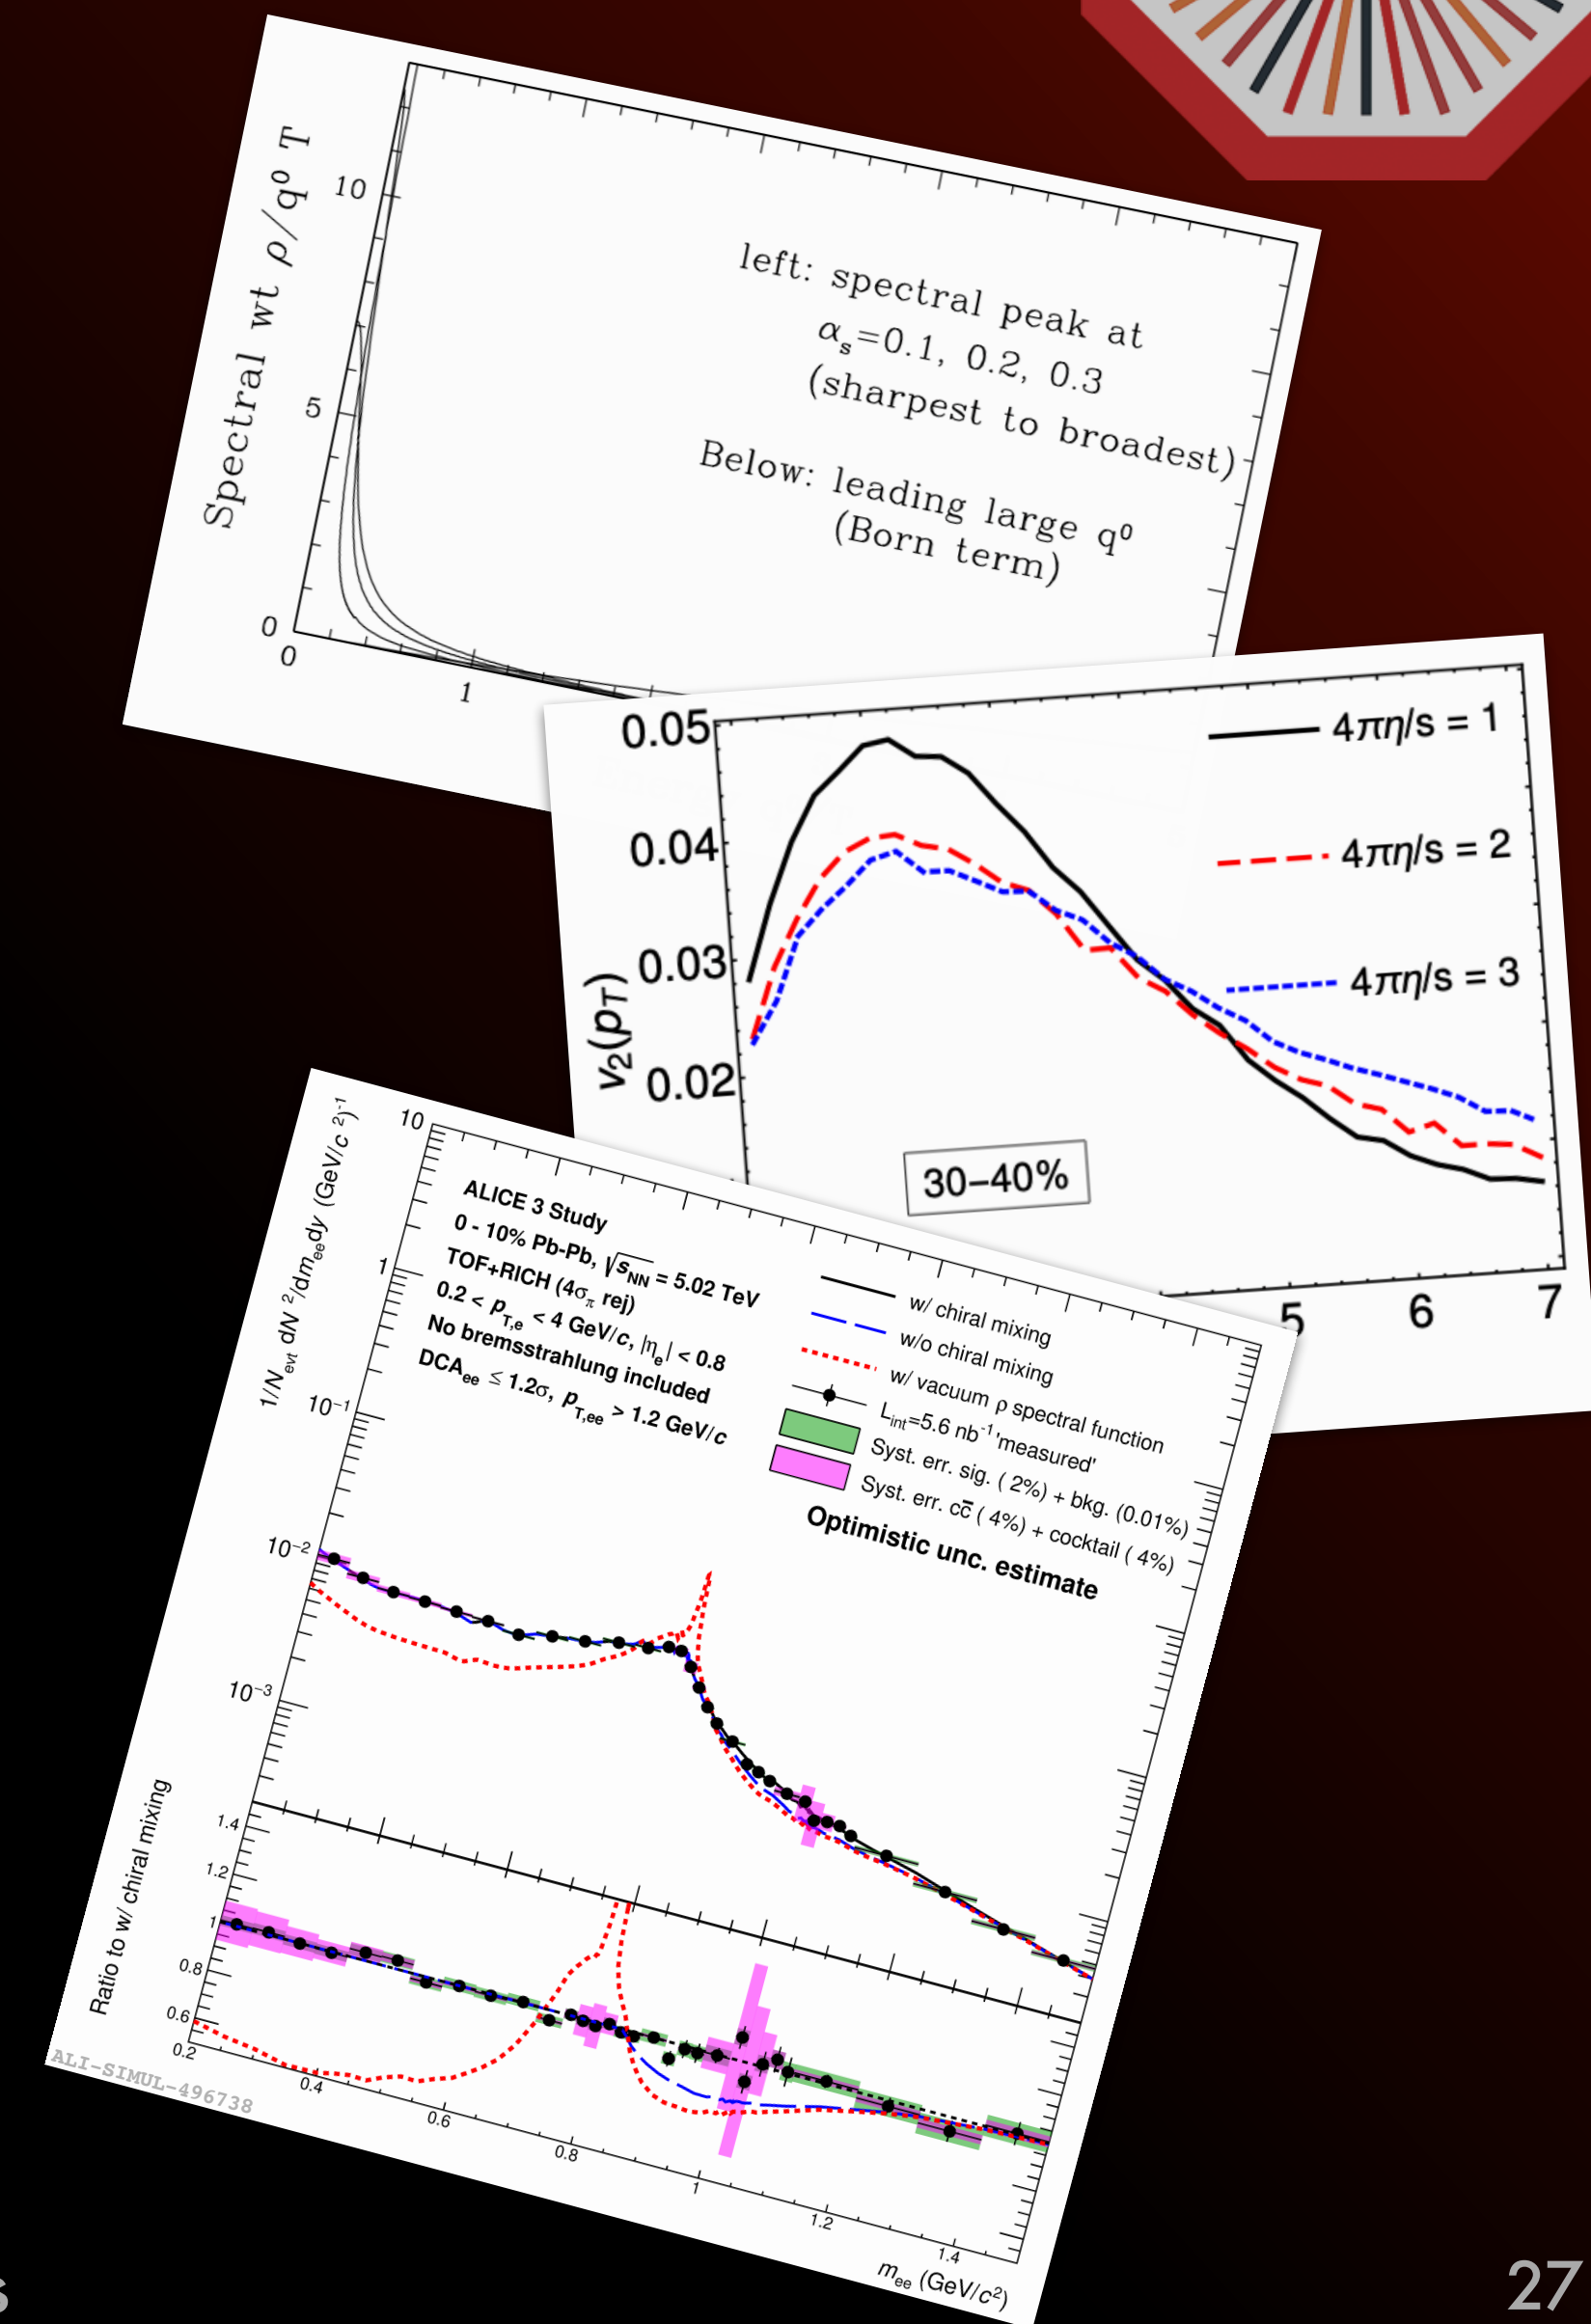 Spectral wt ρ/q⁰ T
10
5
0
0
1
left: spectral peak at
αₛ=0.1, 0.2, 0.3
(sharpest to broadest)
Below: leading large q⁰
(Born term)
v₂(p_T)
0.05
0.04
0.03
0.02
4πη/s = 1
4πη/s = 2
4πη/s = 3
30–40%
5
6
7
1/N_evt dN²/dm_ee dy (GeV/c²)⁻¹
10
1
10⁻¹
10⁻²
10⁻³
ALICE 3 Study
0 - 10% Pb-Pb, √s_NN = 5.02 TeV
TOF+RICH (4σ_π rej)
0.2 < p_T,e < 4 GeV/c, |η_e| < 0.8
No bremsstrahlung included
DCA_ee ≤ 1.2σ, p_T,ee > 1.2 GeV/c
w/ chiral mixing
w/o chiral mixing
w/ vacuum ρ spectral function
L_int=5.6 nb⁻¹'measured'
Syst. err. sig. ( 2%) + bkg. (0.01%)
Syst. err. cc̄ ( 4%) + cocktail ( 4%)
Optimistic unc. estimate
Ratio to w/ chiral mixing
1.4
1.2
1
0.8
0.6
0.2
0.4
0.6
0.8
1
1.2
1.4
m_ee (GeV/c²)
ALI-SIMUL-496738
s
27